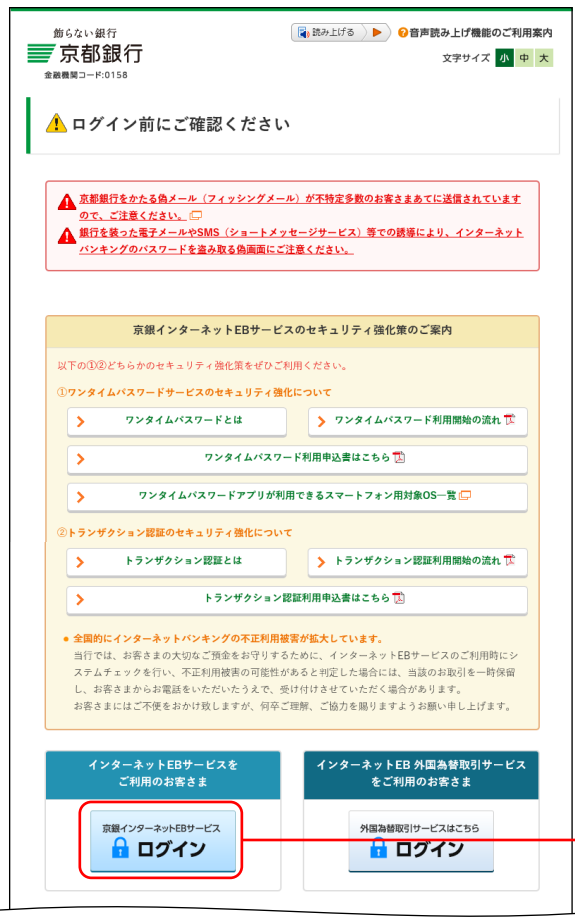 飾らない銀行
京都銀行
金融機関コード:0158
読み上げる
音声読み上げ機能のご利用案内
文字サイズ 小 中 大
ログイン前にご確認ください
京都銀行をかたる偽メール（フィッシングメール）が不特定多数のお客さまあてに送信されています
ので、ご注意ください。
銀行を装った電子メールやSMS（ショートメッセージサービス）等での誘導により、インターネット
バンキングのパスワードを盗み取る偽画面にご注意ください。
京銀インターネットEBサービスのセキュリティ強化策のご案内
以下の①②どちらかのセキュリティ強化策をぜひご利用ください。
①ワンタイムパスワードサービスのセキュリティ強化について
ワンタイムパスワードとは
ワンタイムパスワード利用開始の流れ
ワンタイムパスワード利用申込書はこちら
ワンタイムパスワードアプリが利用できるスマートフォン用対象OS一覧
②トランザクション認証のセキュリティ強化について
トランザクション認証とは
トランザクション認証利用開始の流れ
トランザクション認証利用申込書はこちら
● 全国的にインターネットバンキングの不正利用被害が拡大しています。
当行では、お客さまの大切なご預金をお守りするために、インターネットEBサービスのご利用時にシ
ステムチェックを行い、不正利用被害の可能性があると判定した場合には、当該のお取引を一時保留
し、お客さまからお電話をいただいたうえで、受け付けさせていただく場合があります。
お客さまにはご不便をおかけ致しますが、何卒ご理解、ご協力を賜りますようお願い申し上げます。
インターネットEBサービスを
ご利用のお客さま
京銀インターネットEBサービス
ログイン
インターネットEB 外国為替取引サービス
をご利用のお客さま
外国為替取引サービスはこちら
ログイン